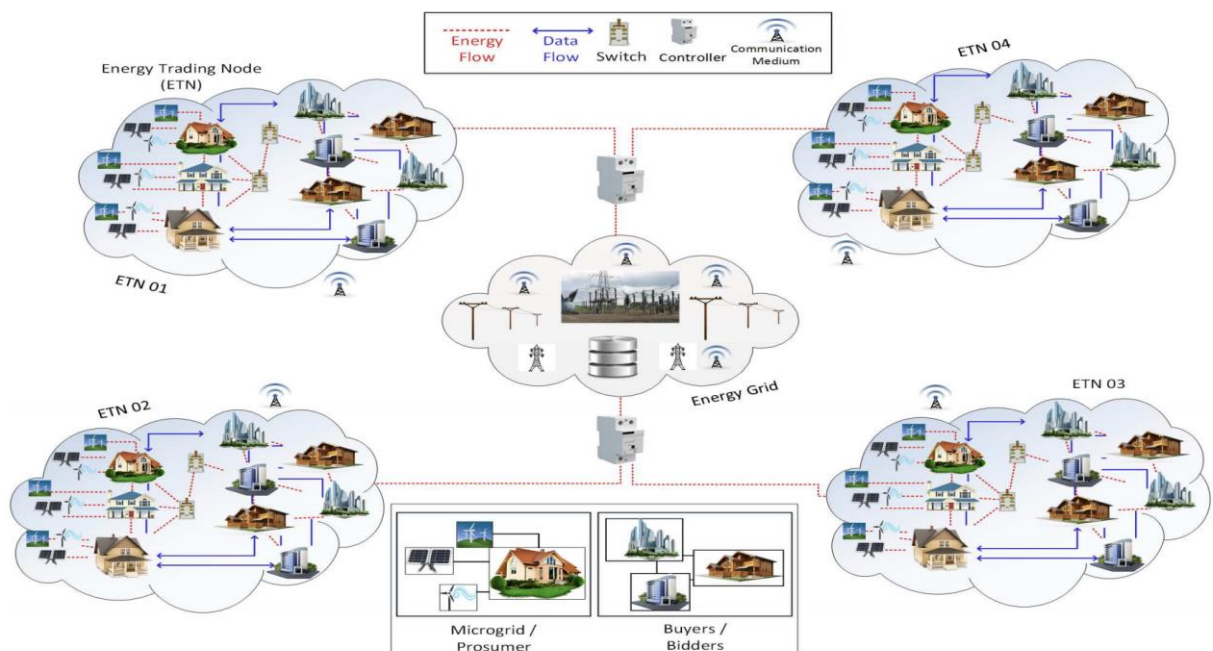 Energy
Flow
Data
Flow
Switch
Controller
Communication
Medium
Energy Trading Node
(ETN)
ETN 04
ETN 01
Energy Grid
ETN 02
ETN 03
Microgrid /
Prosumer
Buyers /
Bidders